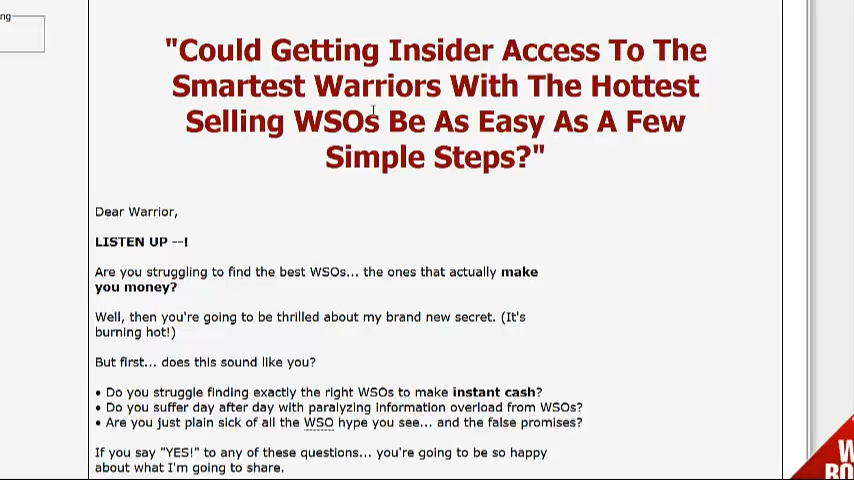 ng
"Could Getting Insider Access To The
Smartest Warriors With The Hottest
Selling WSOs Be As Easy As A Few
Simple Steps?"
Dear Warrior,
LISTEN UP --!
Are you struggling to find the best WSOs... the ones that actually make
you money?
Well, then you're going to be thrilled about my brand new secret. (It's
burning hot!)
But first... does this sound like you?
• Do you struggle finding exactly the right WSOs to make instant cash?
• Do you suffer day after day with paralyzing information overload from WSOs?
• Are you just plain sick of all the WSO hype you see... and the false promises?
If you say "YES!" to any of these questions... you're going to be so happy
about what I'm going to share.